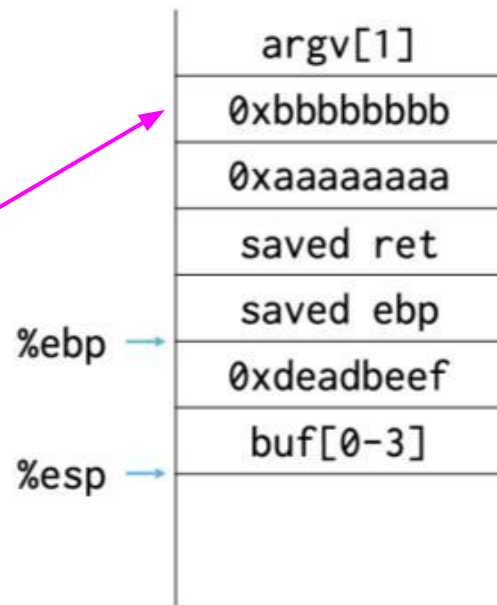 argv[1]
0xbbbbbbbb
0xaaaaaaaa
saved ret
saved ebp
%ebp
0xdeadbeef
buf[0-3]
%esp